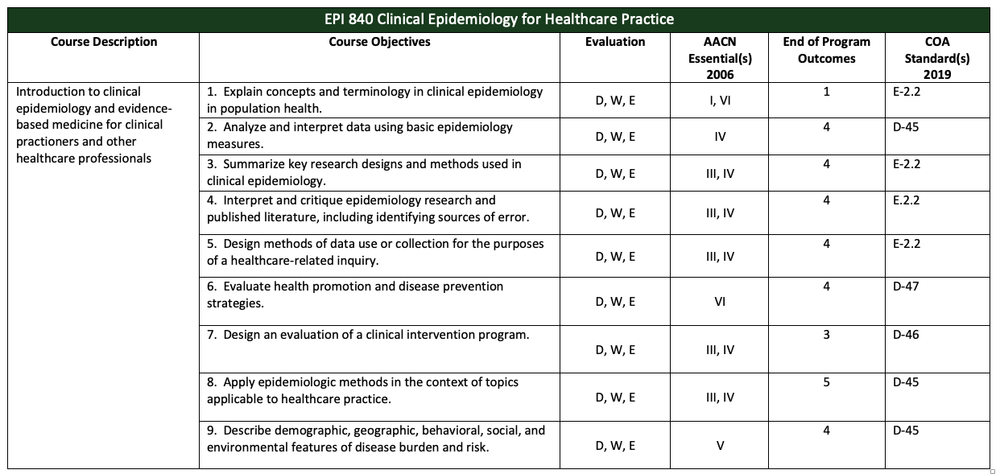 EPI 840 Clinical Epidemiology for Healthcare Practice
Course Description
Course Objectives
Evaluation
AACN
Essential(s)
2006
End of Program
Outcomes
COA
Standard(s)
2019
Introduction to clinical
epidemiology and evidence-
based medicine for clinical
practioners and other
healthcare professionals
1. Explain concepts and terminology in clinical epidemiology
in population health.
D, W, E
I, VI
1
E-2.2
2. Analyze and interpret data using basic epidemiology
measures.
D, W, E
IV
4
D-45
3. Summarize key research designs and methods used in
clinical epidemiology.
D, W, E
III, IV
4
E-2.2
4. Interpret and critique epidemiology research and
published literature, including identifying sources of error.
D, W, E
III, IV
4
E.2.2
5. Design methods of data use or collection for the purposes
of a healthcare-related inquiry.
D, W, E
III, IV
4
E-2.2
6. Evaluate health promotion and disease prevention
strategies.
D, W, E
VI
4
D-47
7. Design an evaluation of a clinical intervention program.
D, W, E
III, IV
3
D-46
8. Apply epidemiologic methods in the context of topics
applicable to healthcare practice.
D, W, E
III, IV
5
D-45
9. Describe demographic, geographic, behavioral, social, and
environmental features of disease burden and risk.
D, W, E
V
4
D-45